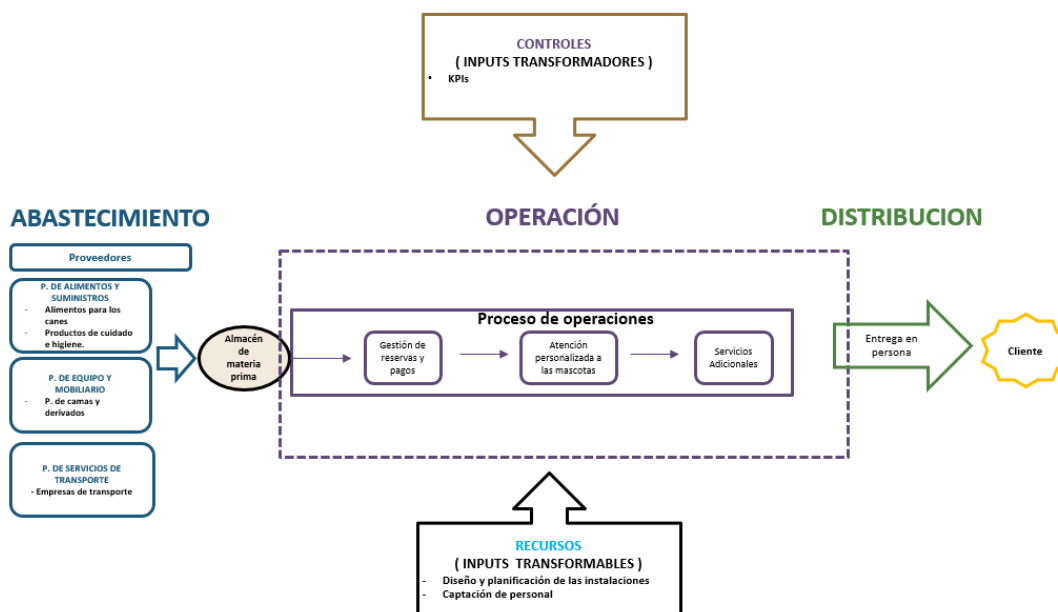 CONTROLES
( INPUTS TRANSFORMADORES )
• KPIs
ABASTECIMIENTO
OPERACIÓN
DISTRIBUCION
Proveedores
P. DE ALIMENTOS Y
SUMINISTROS
- Alimentos para los
canes
- Productos de cuidado
e higiene.
P. DE EQUIPO Y
MOBILIARIO
- P. de camas y
derivados
P. DE SERVICIOS DE
TRANSPORTE
- Empresas de transporte
Almacén
de
materia
prima
Proceso de operaciones
Gestión de
reservas y
pagos
Atención
personalizada a
las mascotas
Servicios
Adicionales
Entrega en
persona
Cliente
RECURSOS
( INPUTS TRANSFORMABLES )
- Diseño y planificación de las instalaciones
- Captación de personal